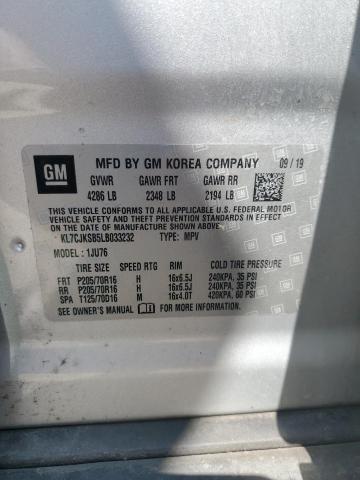 GM
MFD BY GM KOREA COMPANY 09/19
GVWR GAWR FRT GAWR RR
4286 LB 2348 LB 2194 LB
THIS VEHICLE CONFORMS TO ALL APPLICABLE U.S. FEDERAL MOTOR
VEHICLE SAFETY, BUMPER, AND THEFT PREVENTION STANDARDS
IN EFFECT ON THE DATE OF MANUFACTURE SHOWN ABOVE.
KL7CJKSB5LB033232 TYPE: MPV
MODEL : 1JU76
TIRE SIZE SPEED RTG RIM COLD TIRE PRESSURE
FRT P205/70R16 H 16x6.5J 240KPA, 35 PSI
RR P205/70R16 H 16x6.5J 240KPA, 35 PSI
SPA T125/70D16 M 16x4.0T 420KPA, 60 PSI
SEE OWNER'S MANUAL FOR MORE INFORMATION.